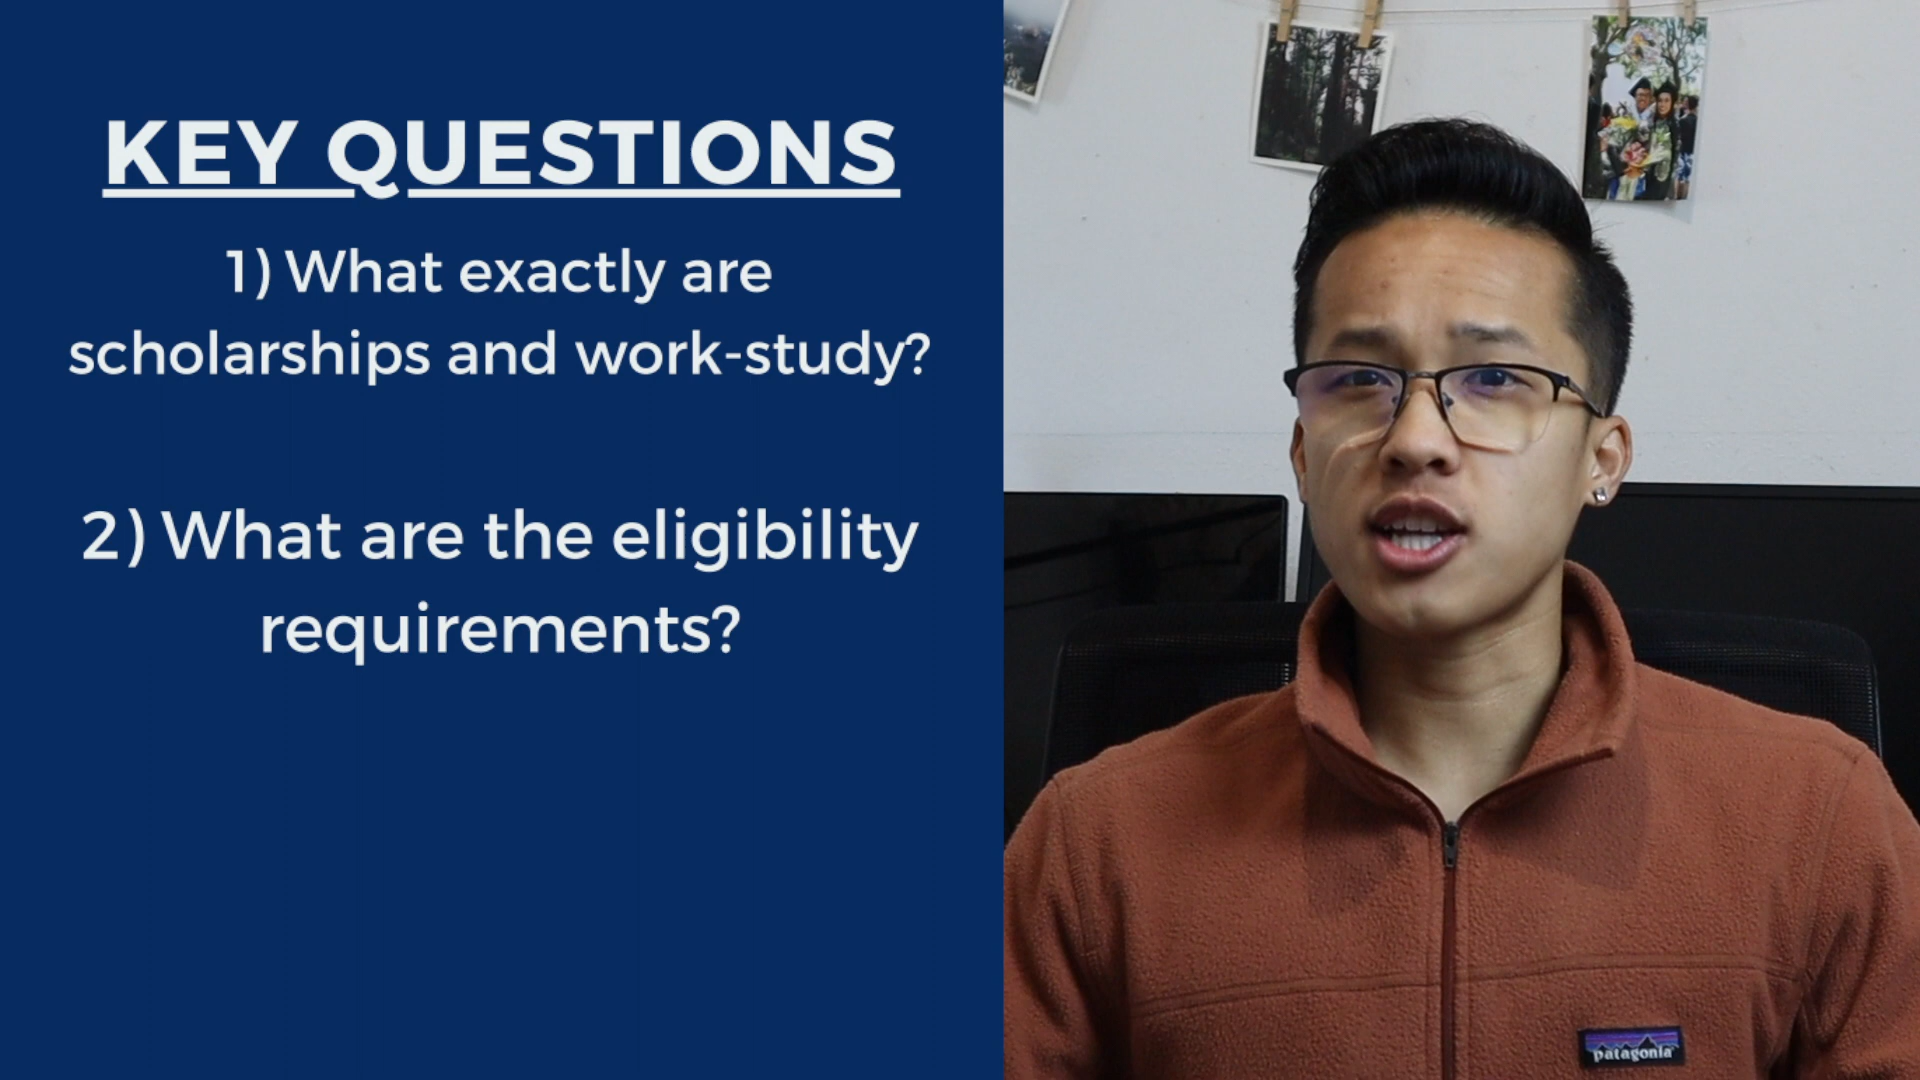 KEY QUESTIONS
1) What exactly are
scholarships and work-study?
2) What are the eligibility
requirements?
patagonia